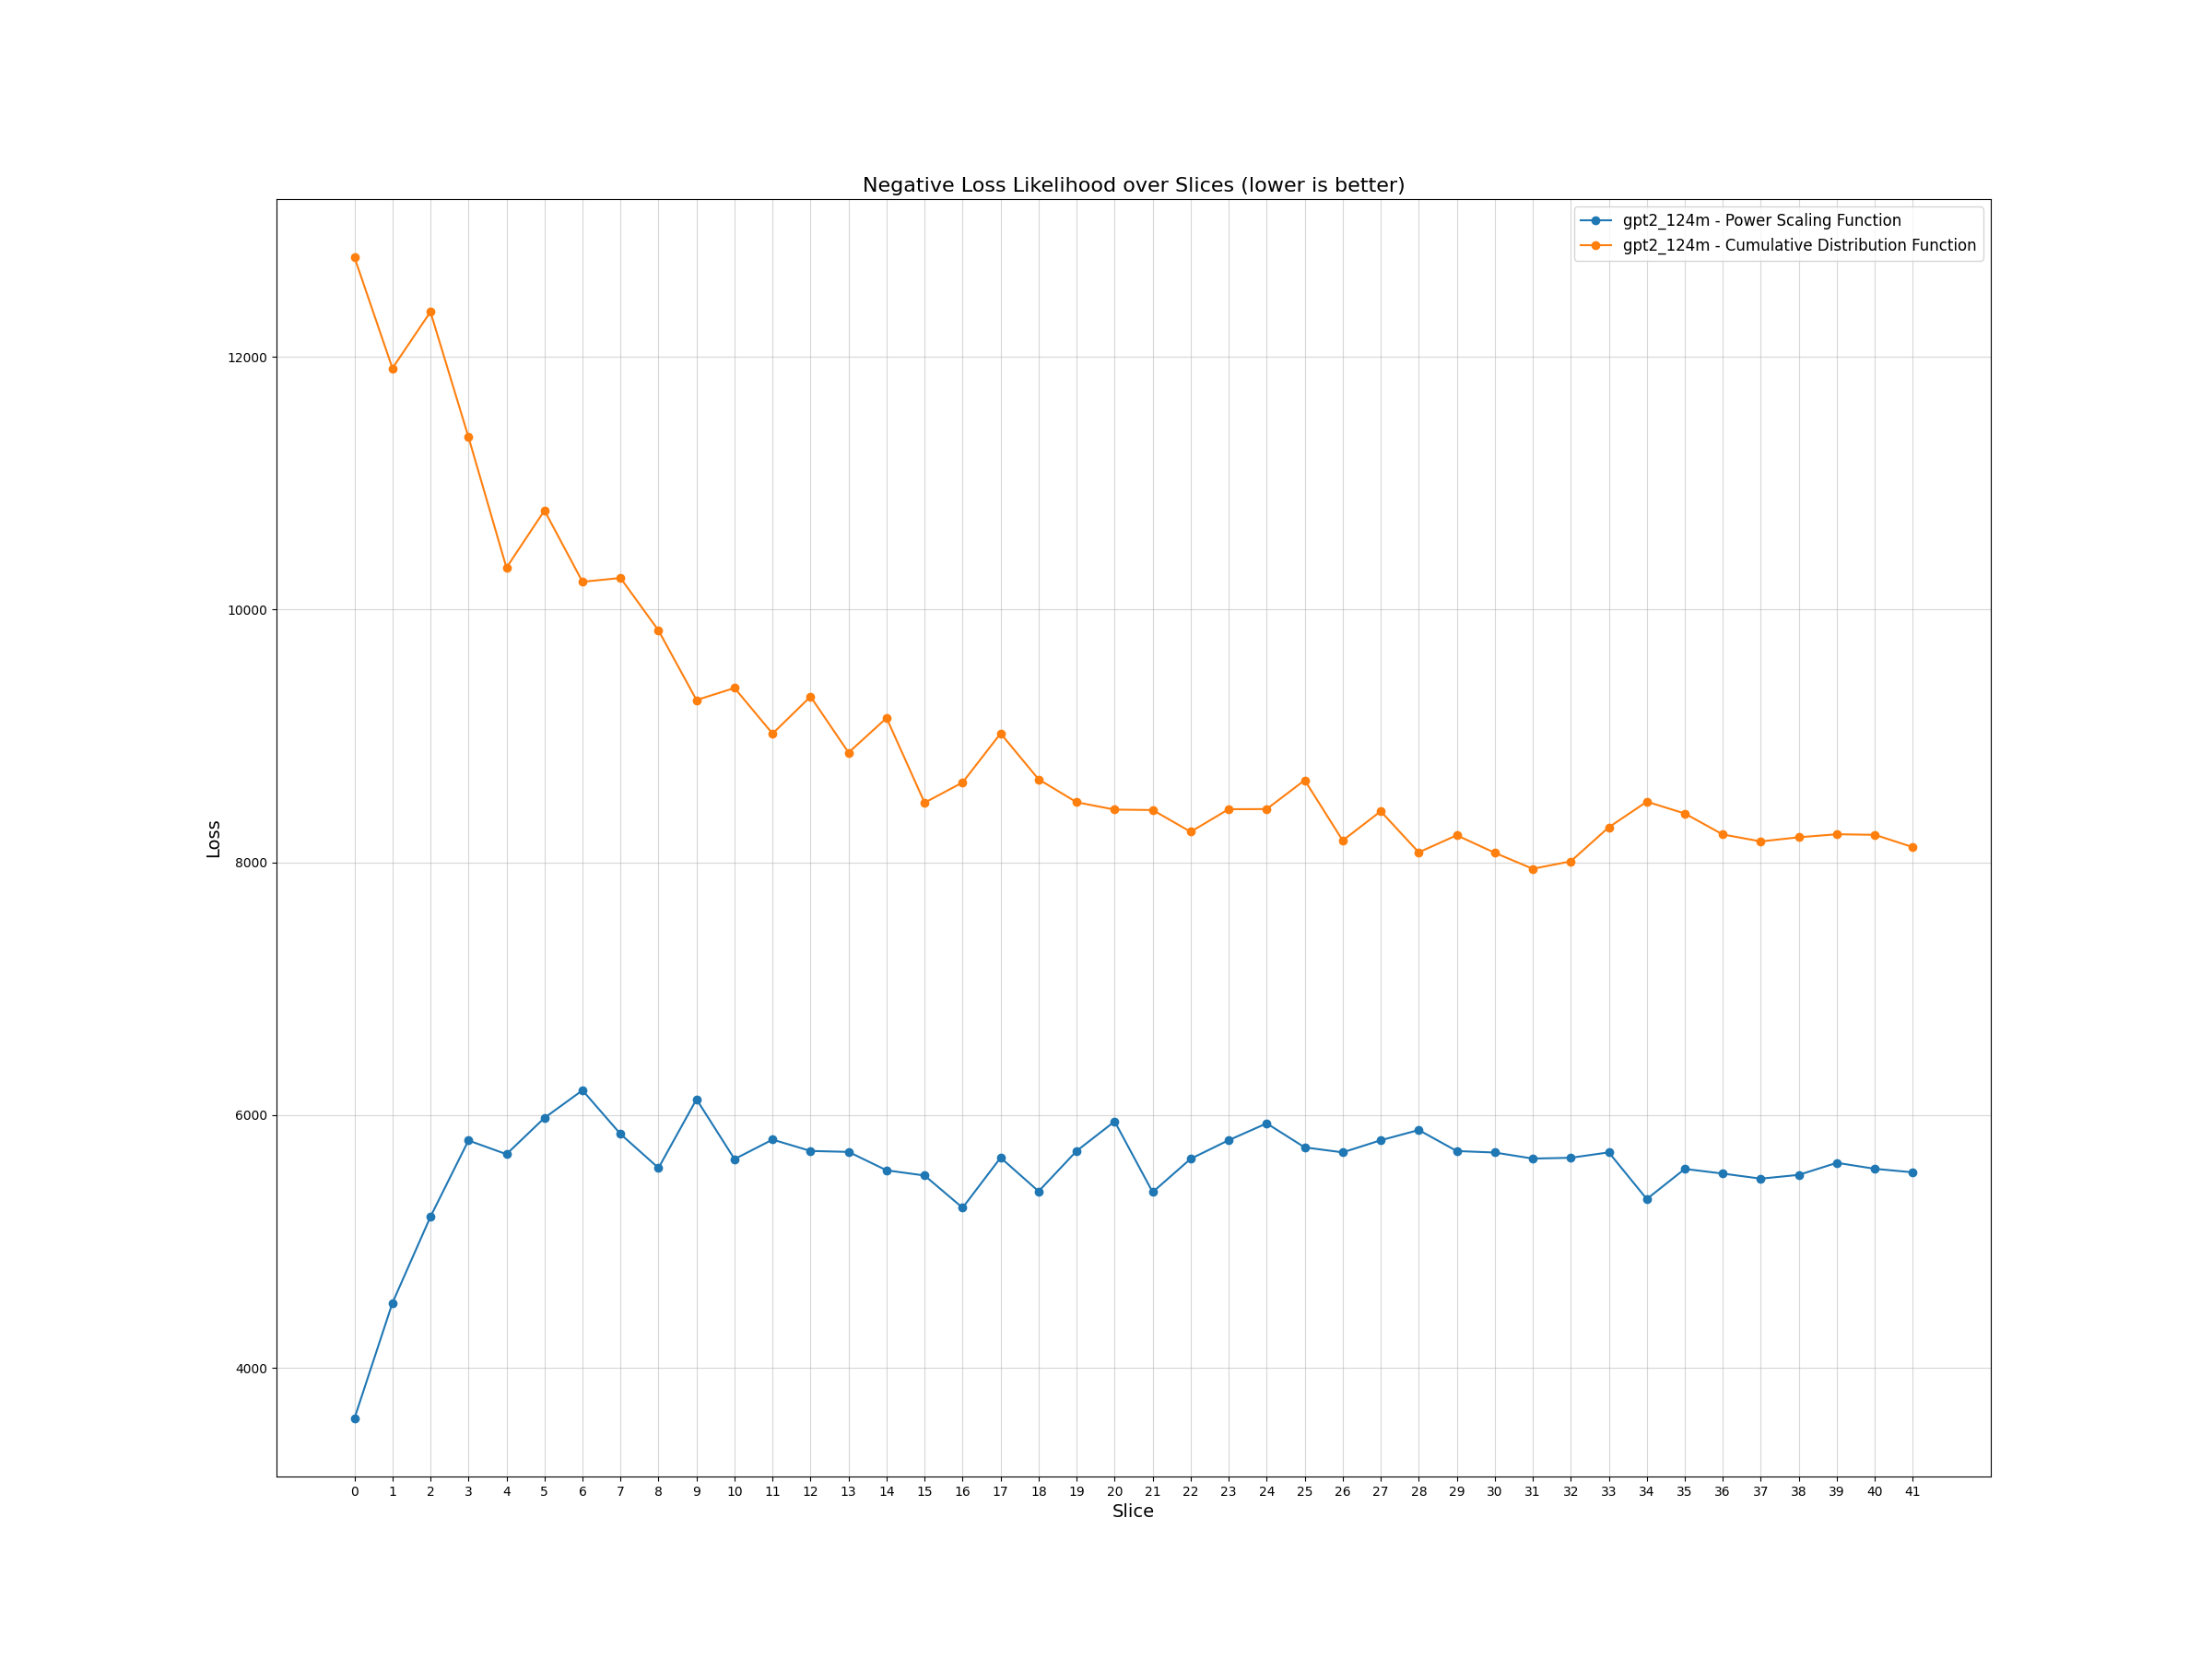 Negative Loss Likelihood over Slices (lower is better)
gpt2_124m - Power Scaling Function
gpt2_124m - Cumulative Distribution Function
12000
10000
8000
6000
4000
Loss
0 1 2 3 4 5 6 7 8 9 10 11 12 13 14 15 16 17 18 19 20 21 22 23 24 25 26 27 28 29 30 31 32 33 34 35 36 37 38 39 40 41
Slice